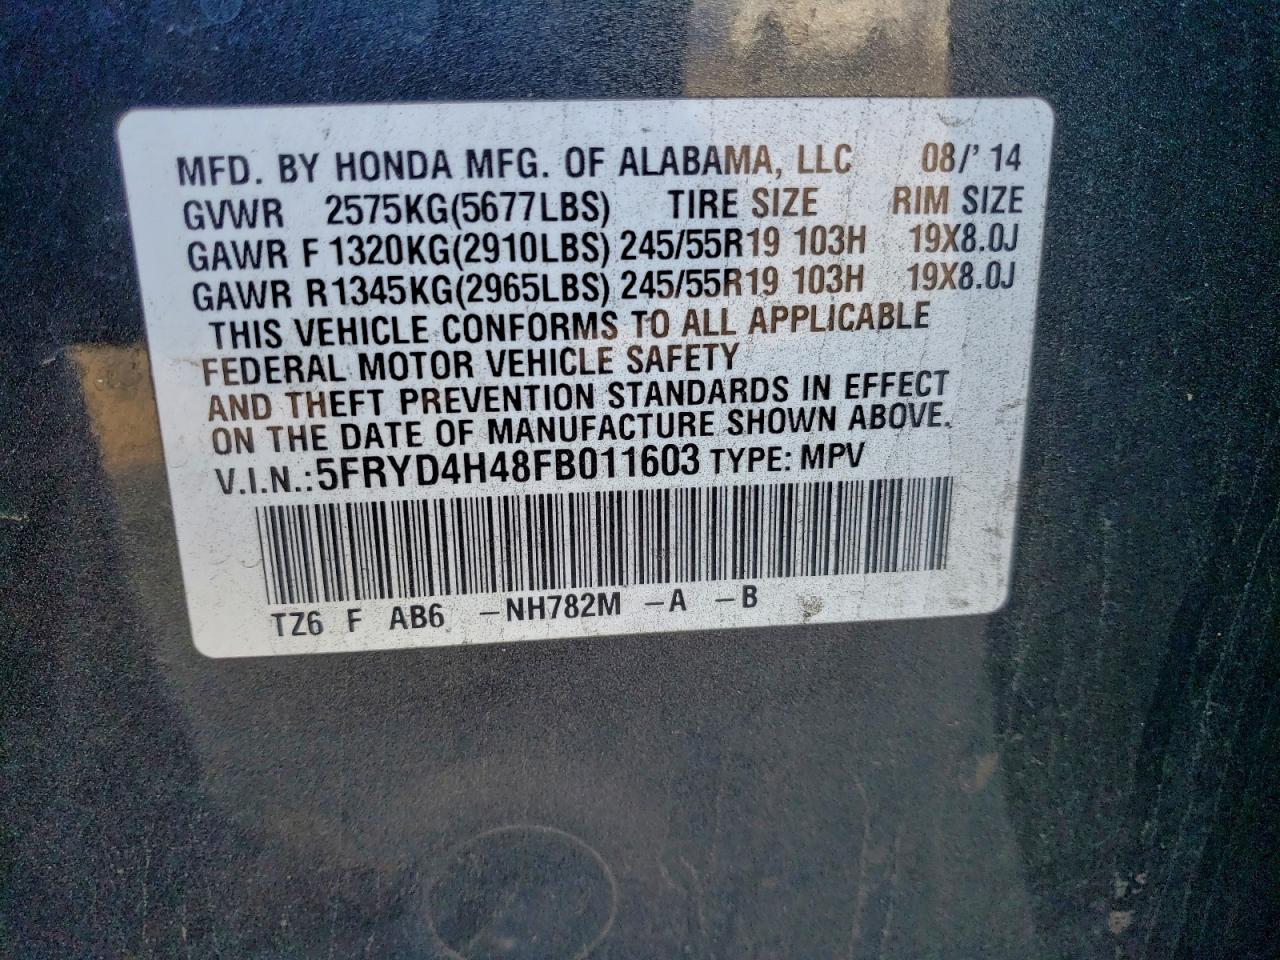 MFD. BY HONDA MFG. OF ALABAMA, LLC 08/' 14
GVWR 2575KG(5677LBS) TIRE SIZE RIM SIZE
GAWR F 1320KG(2910LBS) 245/55R19 103H 19X8.0J
GAWR R1345KG(2965LBS) 245/55R19 103H 19X8.0J
THIS VEHICLE CONFORMS TO ALL APPLICABLE
FEDERAL MOTOR VEHICLE SAFETY
AND THEFT PREVENTION STANDARDS IN EFFECT
ON THE DATE OF MANUFACTURE SHOWN ABOVE.
V.I.N.:5FRYD4H48FB011603 TYPE: MPV
TZ6 F AB6 -NH782M -A -B